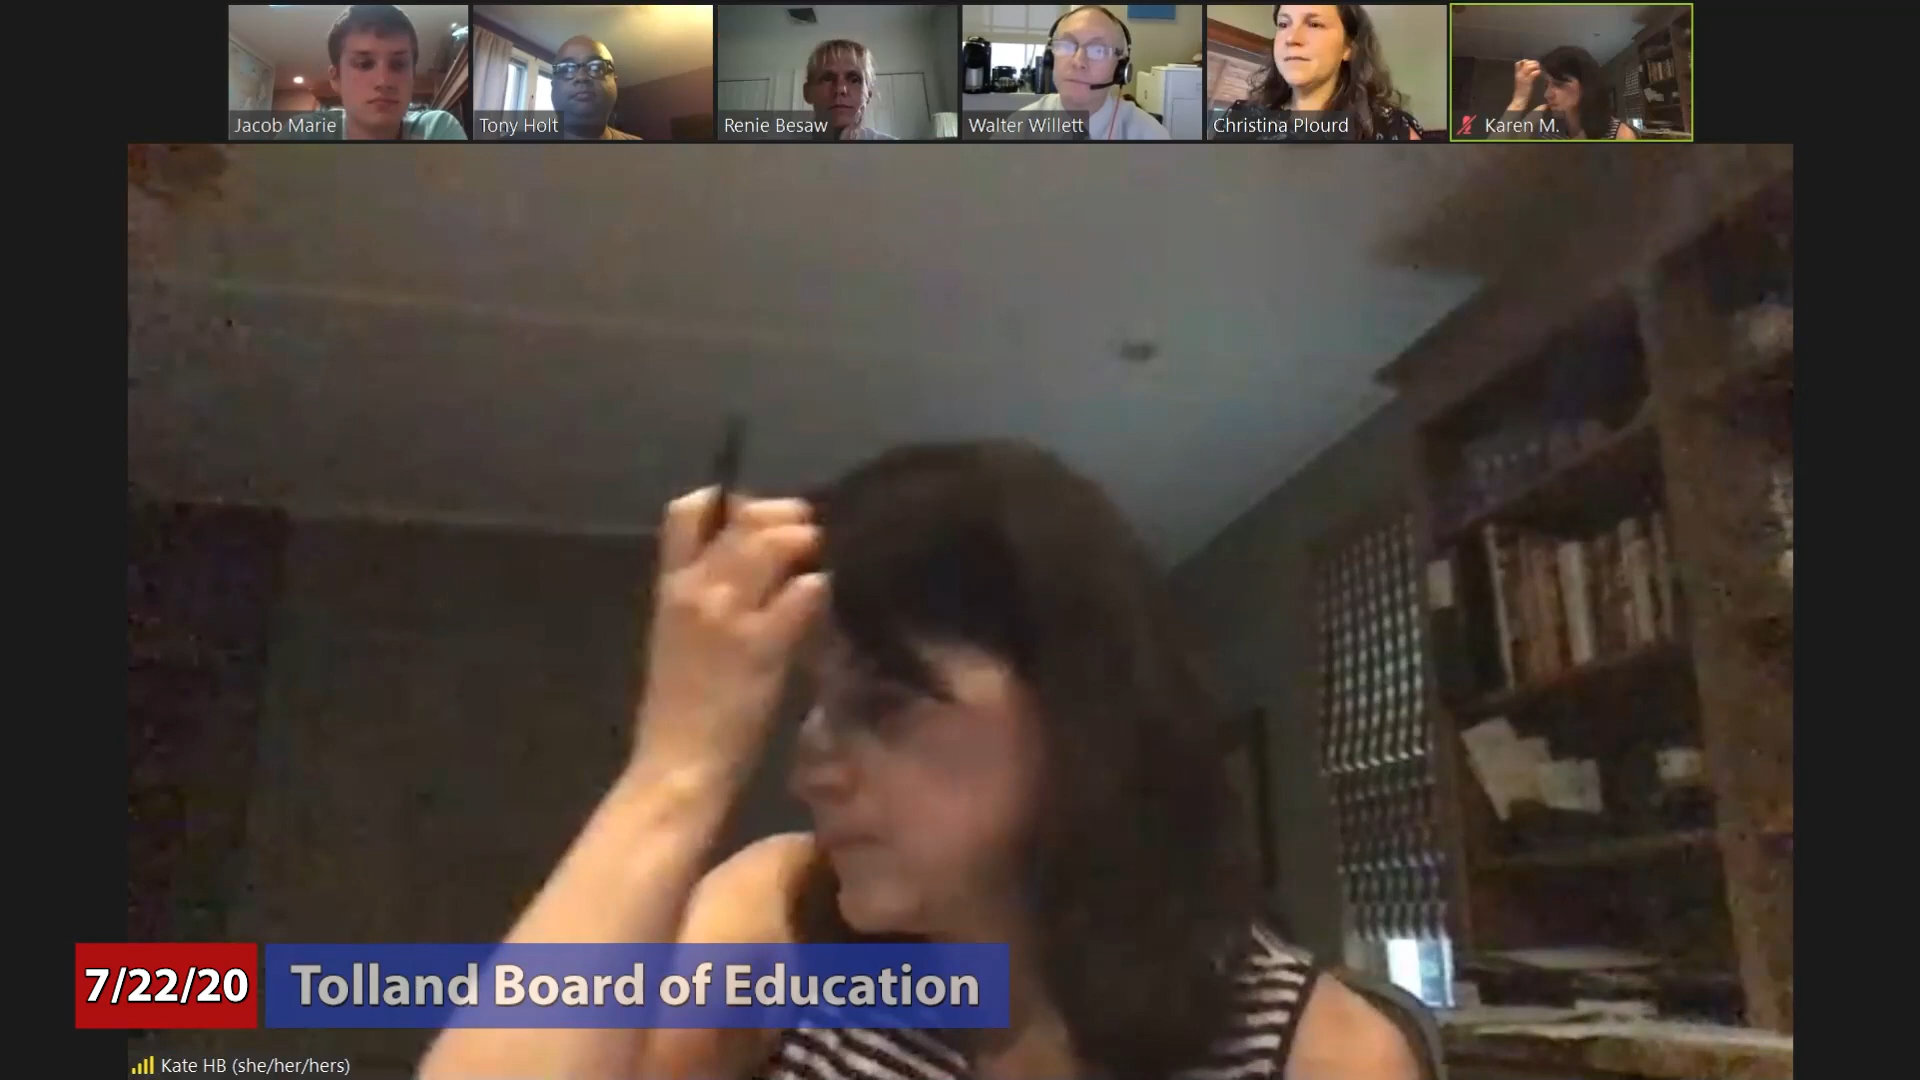 Jacob Marie
Tony Holt
Renie Besaw
Walter Willett
Christina Plourd
Karen M.
7/22/20
Tolland Board of Education
Kate HB (she/her/hers)